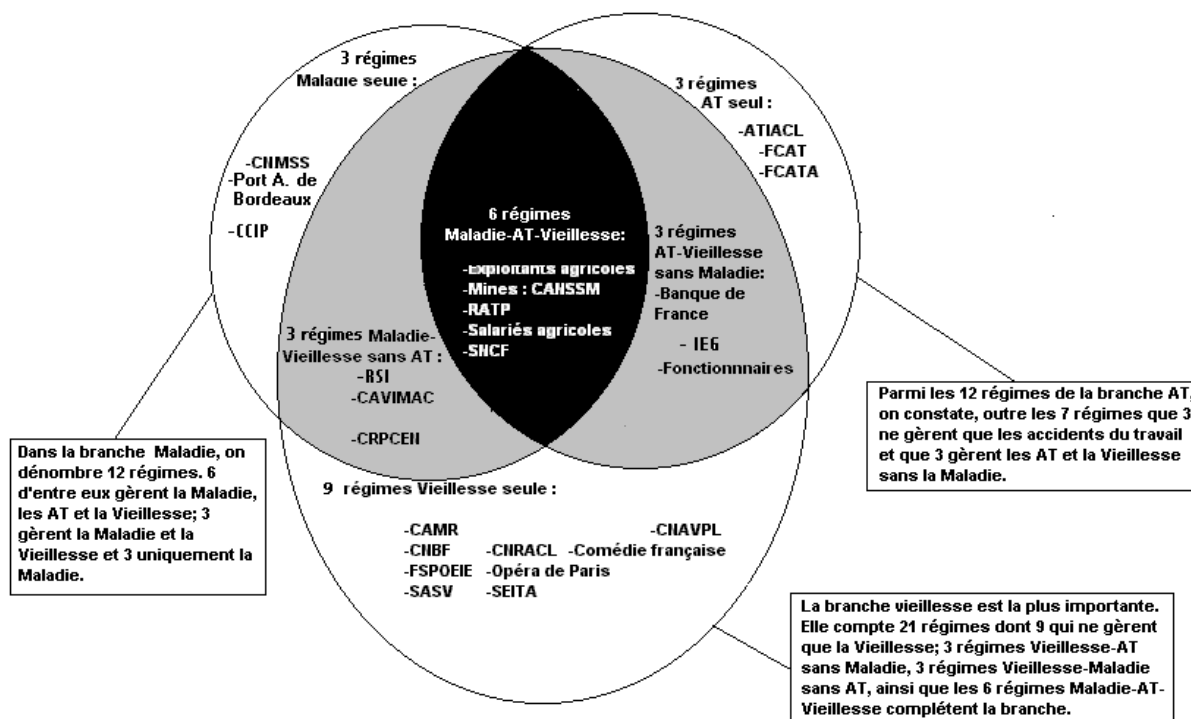 3 régimes
Maladie seule :
-CNMSS
-Port A. de
Bordeaux
-CCIP
3 régimes
AT seul :
-ATIACL
-FCAT
-FCATA
6 régimes
Maladie-AT-Vieillesse:
-Exploitants agricoles
-Mines : CANSSM
-RATP
-Salariés agricoles
-SNCF
3 régimes
AT-Vieillesse
sans Maladie:
-Banque de
France
- IEG
-Fonctionnnaires
3 régimes Maladie-
Vieillesse sans AT :
-RSI
-CAVIMAC
-CRPCEN
9 régimes Vieillesse seule :
-CAMR -CNAVPL
-CNBF -CNRACL -Comédie française
-FSPOEIE -Opéra de Paris
-SASV -SEITA
Dans la branche Maladie, on
dénombre 12 régimes. 6
d'entre eux gèrent la Maladie,
les AT et la Vieillesse; 3
gèrent la Maladie et la
Vieillesse et 3 uniquement la
Maladie.
Parmi les 12 régimes de la branche AT,
on constate, outre les 7 régimes que 3
ne gèrent que les accidents du travail
et que 3 gèrent les AT et la Vieillesse
sans la Maladie.
La branche vieillesse est la plus importante.
Elle compte 21 régimes dont 9 qui ne gèrent
que la Vieillesse; 3 régimes Vieillesse-AT
sans Maladie, 3 régimes Vieillesse-Maladie
sans AT, ainsi que les 6 régimes Maladie-AT-
Vieillesse complétent la branche.